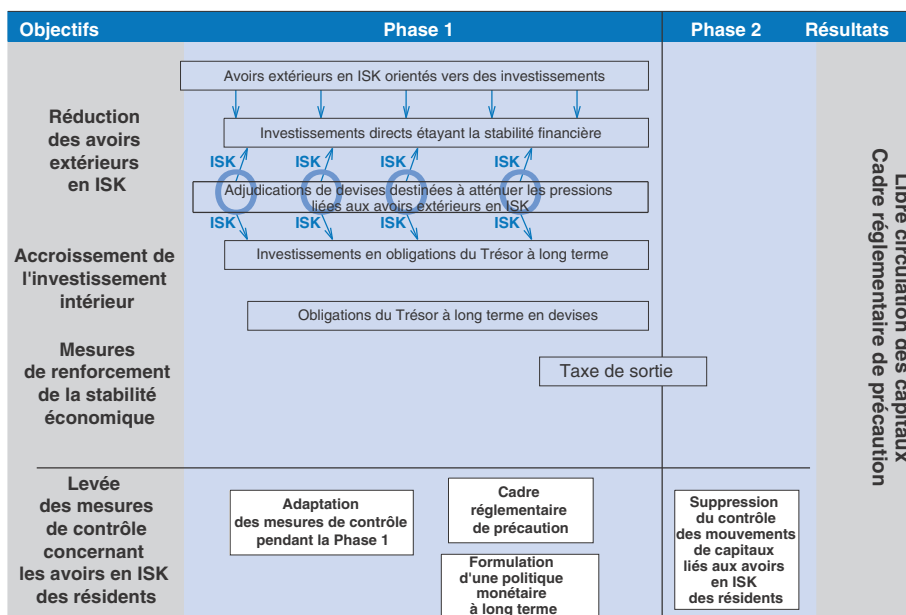 Objectifs
Phase 1
Phase 2
Résultats
Réduction
des avoirs
extérieurs
en ISK
Avoirs extérieurs en ISK orientés vers des investissements
Investissements directs étayant la stabilité financière
ISK
ISK
ISK
ISK
Adjudications de devises destinées à atténuer les pressions
liées aux avoirs extérieurs en ISK
ISK
ISK
ISK
ISK
Accroissement de
l'investissement
intérieur
Investissements en obligations du Trésor à long terme
Obligations du Trésor à long terme en devises
Mesures
de renforcement
de la stabilité
économique
Taxe de sortie
Libre circulation des capitaux
Cadre réglementaire de précaution
Levée
des mesures
de contrôle
concernant
les avoirs en ISK
des résidents
Adaptation
des mesures de contrôle
pendant la Phase 1
Cadre
réglementaire
de précaution
Formulation
d'une politique
monétaire
à long terme
Suppression
du contrôle
des mouvements
de capitaux
liés aux avoirs
en ISK
des résidents